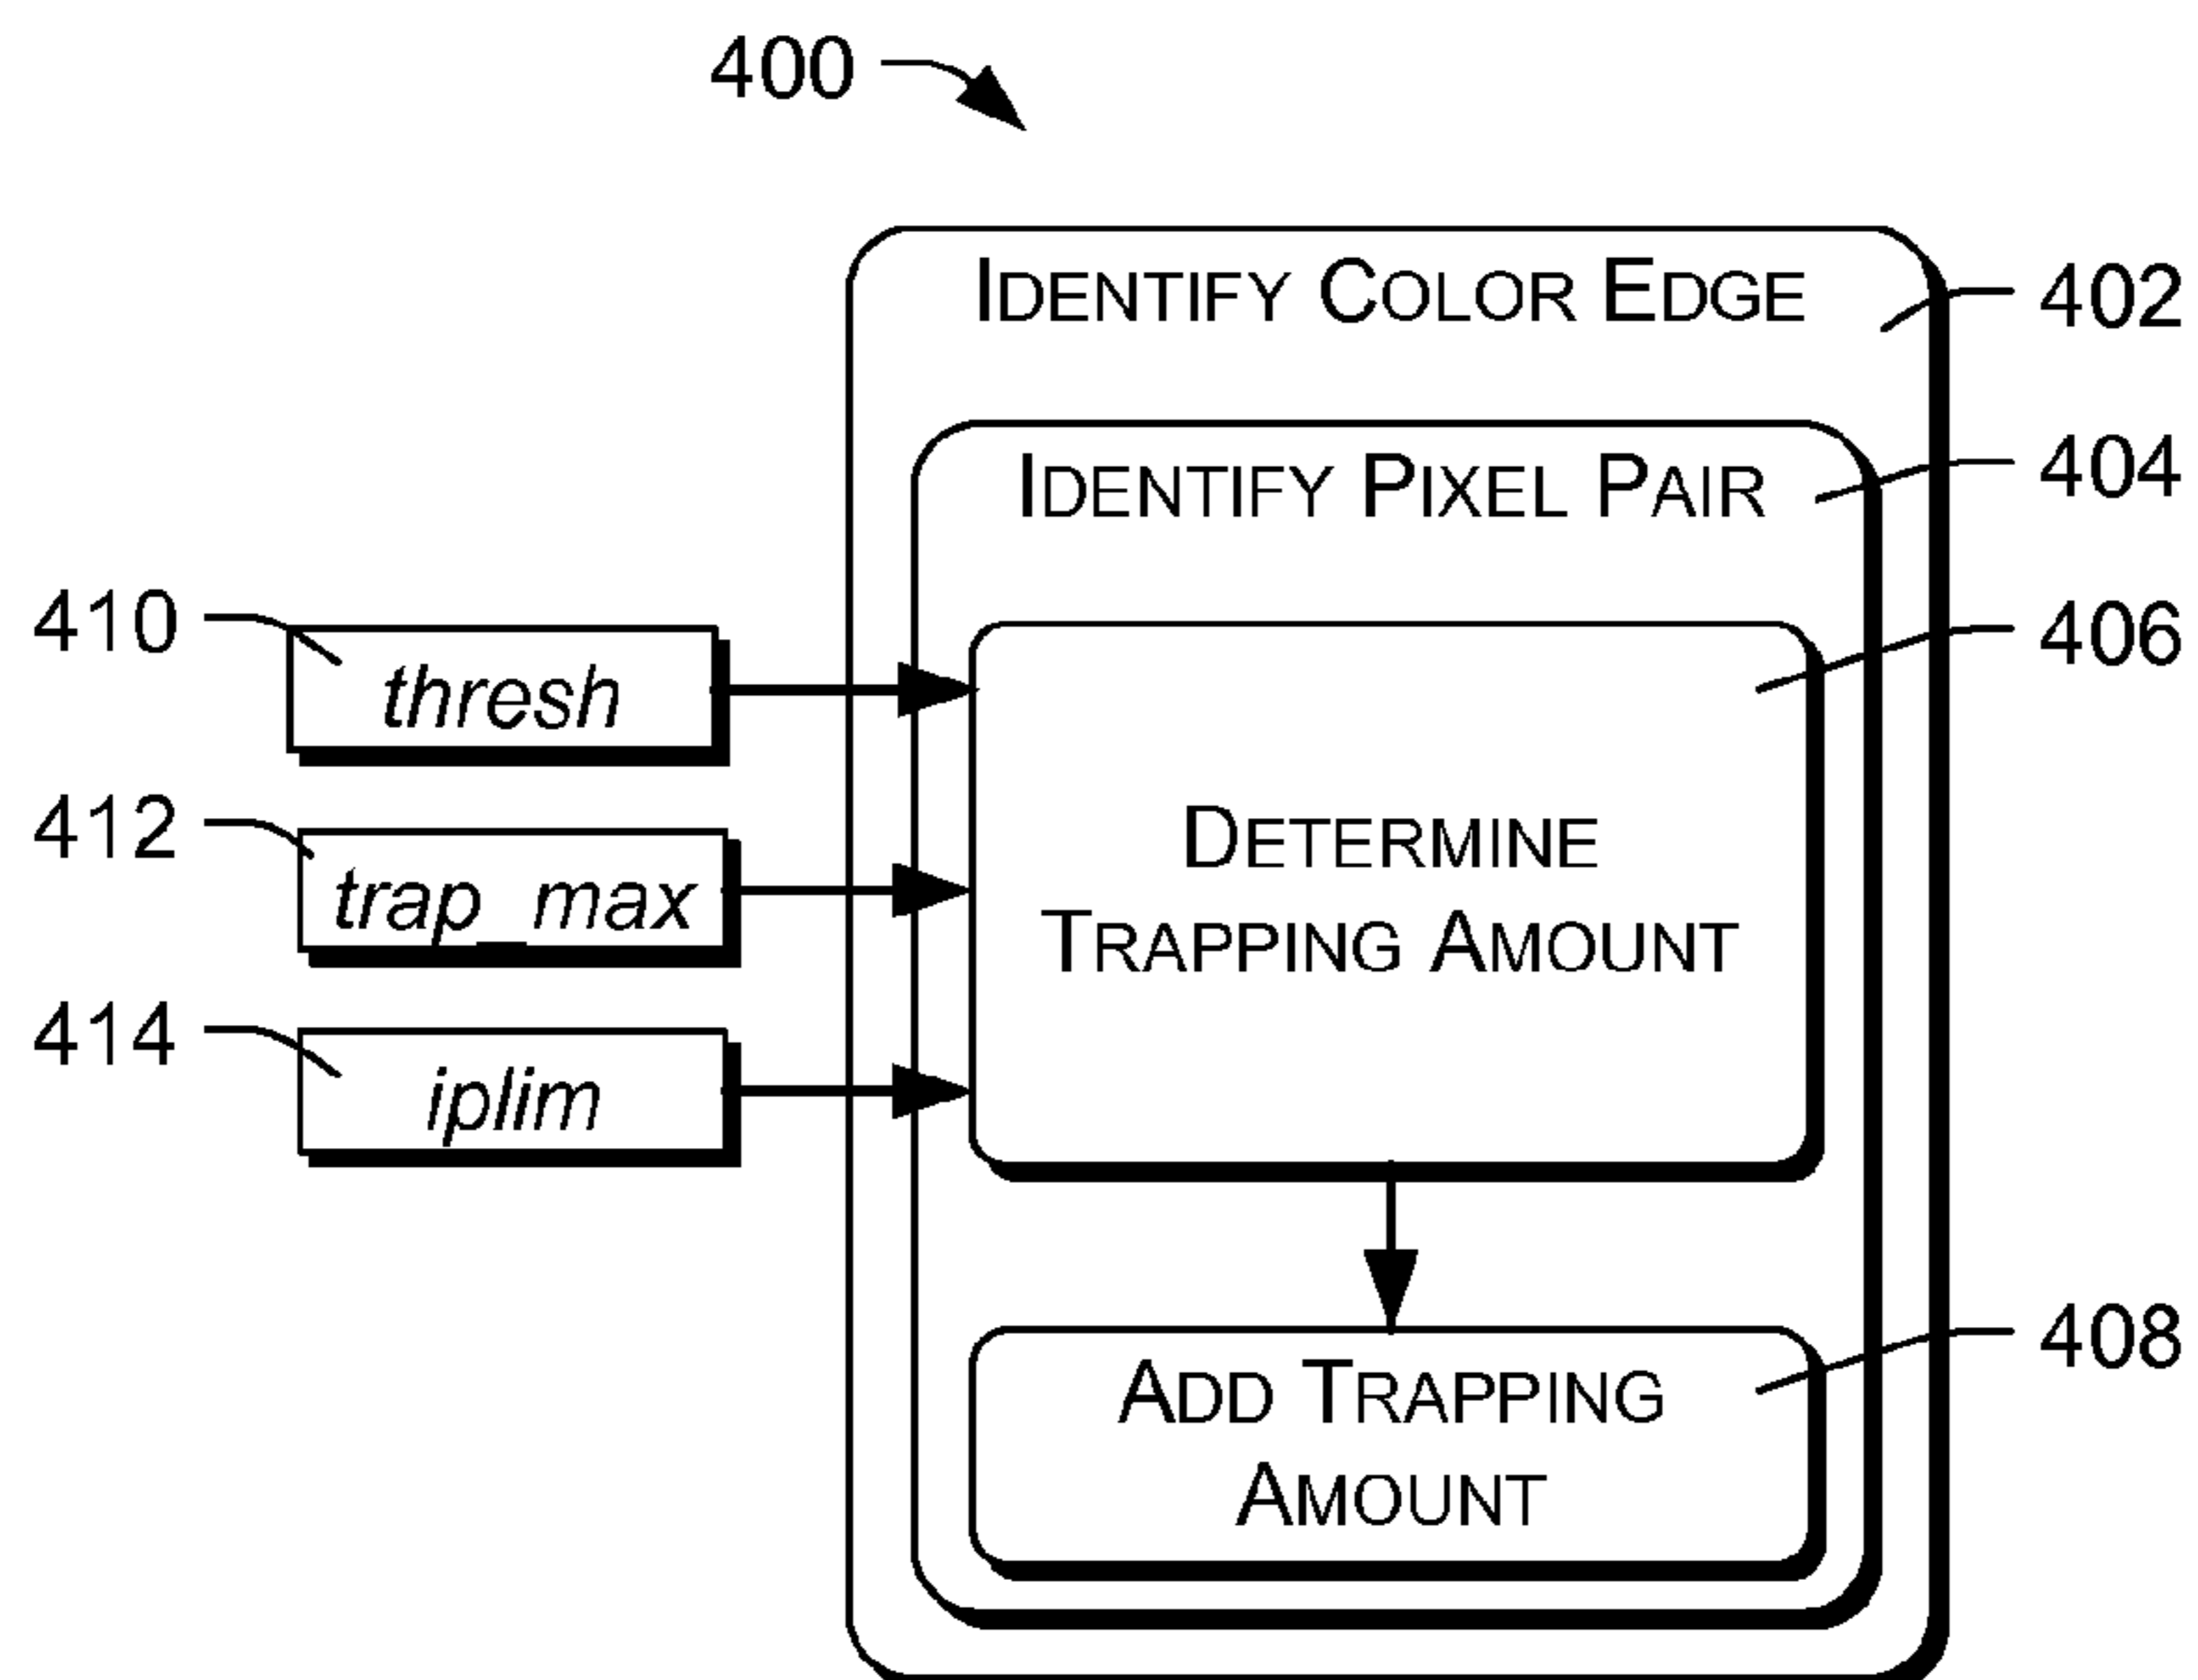 400
IDENTIFY COLOR EDGE
402
IDENTIFY PIXEL PAIR
404
406
410
thresh
412
trap_max
414
iplim
DETERMINE
TRAPPING AMOUNT
ADD TRAPPING
AMOUNT
408